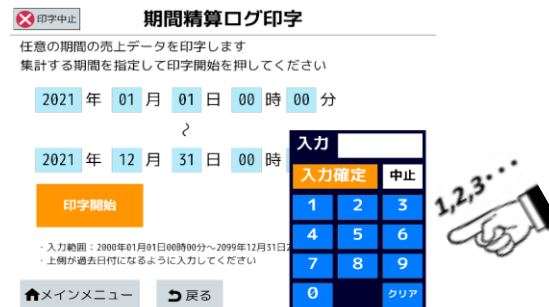 印字中止
期間精算ログ印字
任意の期間の売上データを印字します
集計する期間を指定して印字開始を押してください
2021 年 01 月 01 日 00 時 00 分
~
2021 年 12 月 31 日 00 時
入力
入力確定 中止
1 2 3
4 5 6
7 8 9
0 クリア
印字開始
・入力範囲：2000年01月01日00時00分～2099年12月31日2
・上側が過去日付になるように入力してください
メインメニュー 戻る
1,2,3・・・